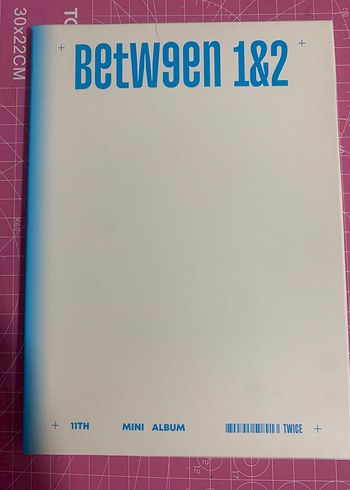 Betw9en 1&2
11TH MINI ALBUM TWICE
30x22CM